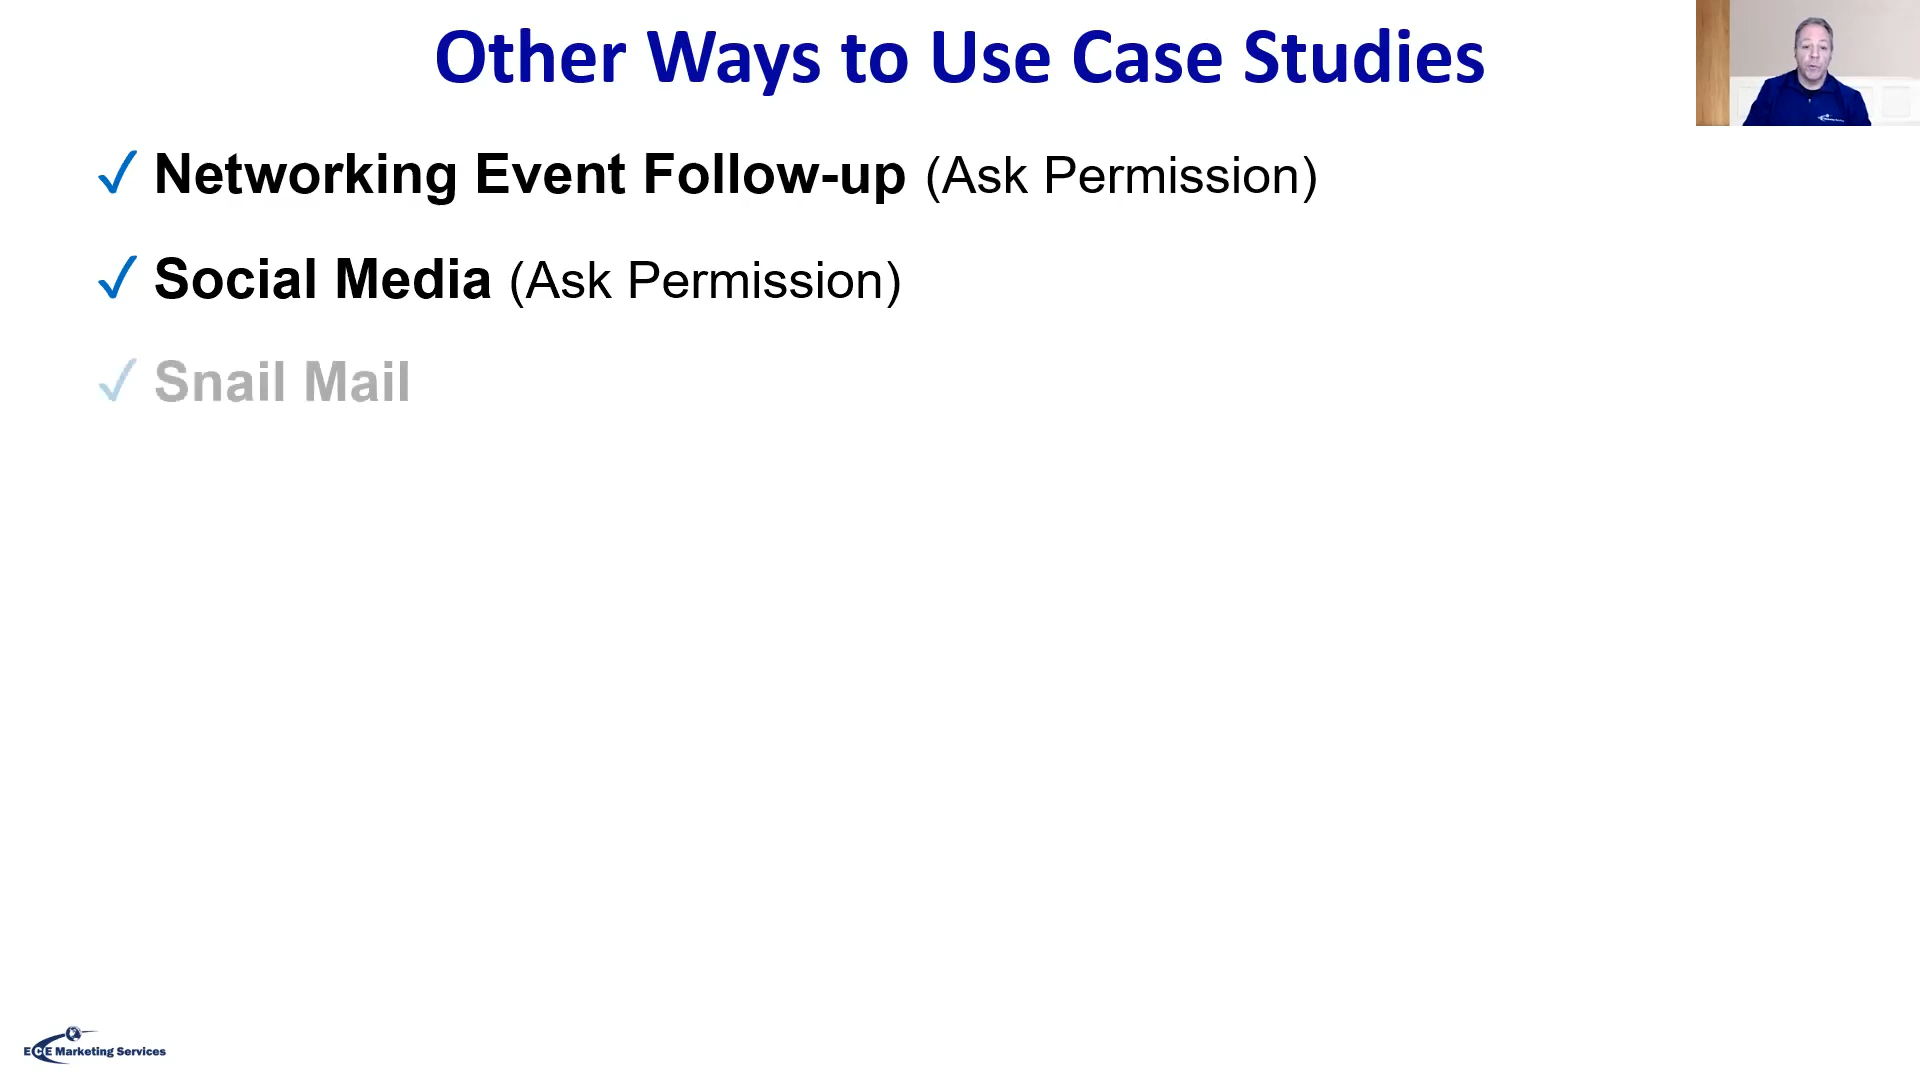 Other Ways to Use Case Studies
✓ Networking Event Follow-up (Ask Permission)
✓ Social Media (Ask Permission)
✓ Snail Mail
ECE Marketing Services